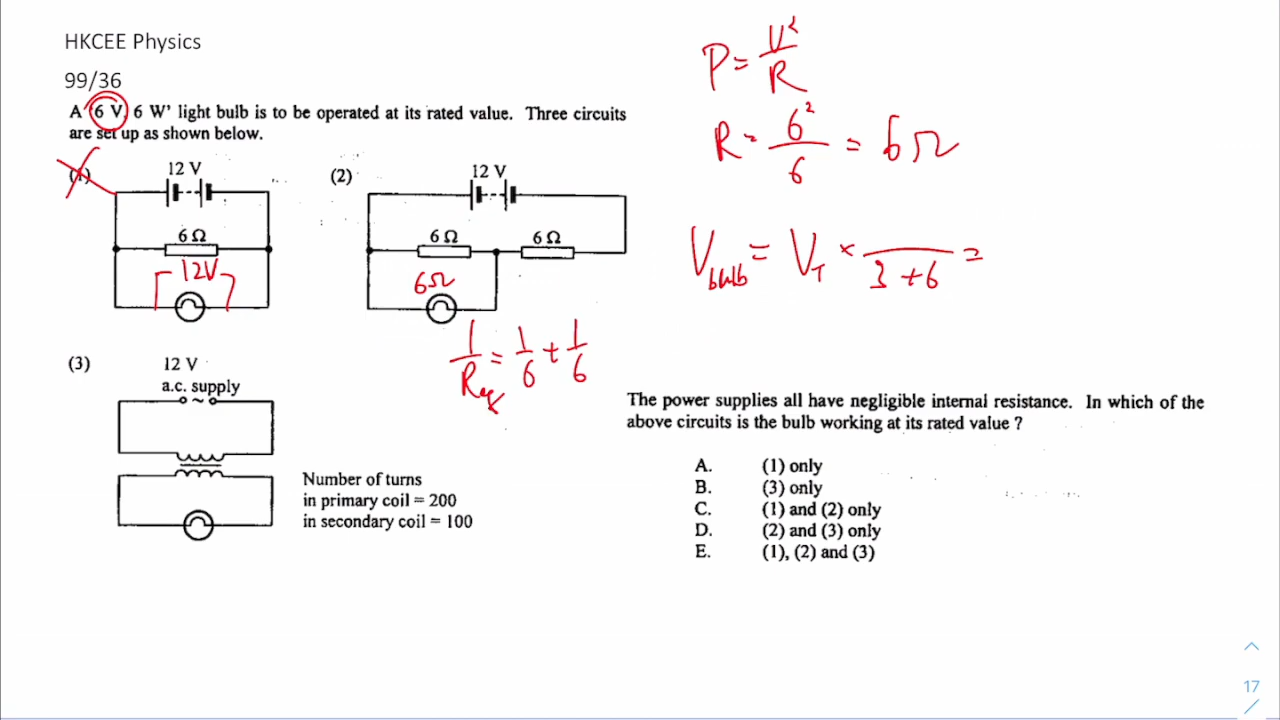 HKCEE Physics
99/36
A '6 V, 6 W' light bulb is to be operated at its rated value. Three circuits
are set up as shown below.
(1)
12 V
6 Ω
12V
(2)
12 V
6 Ω
6 Ω
6Ω
1/Req = 1/6 + 1/6
(3)
12 V
a.c. supply
~
Number of turns
in primary coil = 200
in secondary coil = 100
P = V²/R
R = 6²/6 = 6Ω
V bulb = V T × /3+6 =
The power supplies all have negligible internal resistance. In which of the
above circuits is the bulb working at its rated value ?
A. (1) only
B. (3) only
C. (1) and (2) only
D. (2) and (3) only
E. (1), (2) and (3)
17